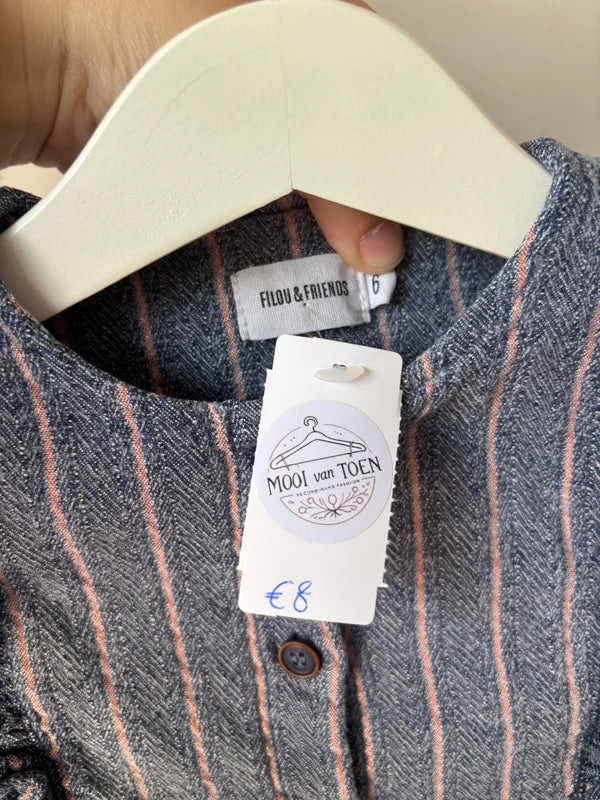 FILOU & FRIENDS
6
MOOI van TOEN
SECOND-HAND FASHION
€8